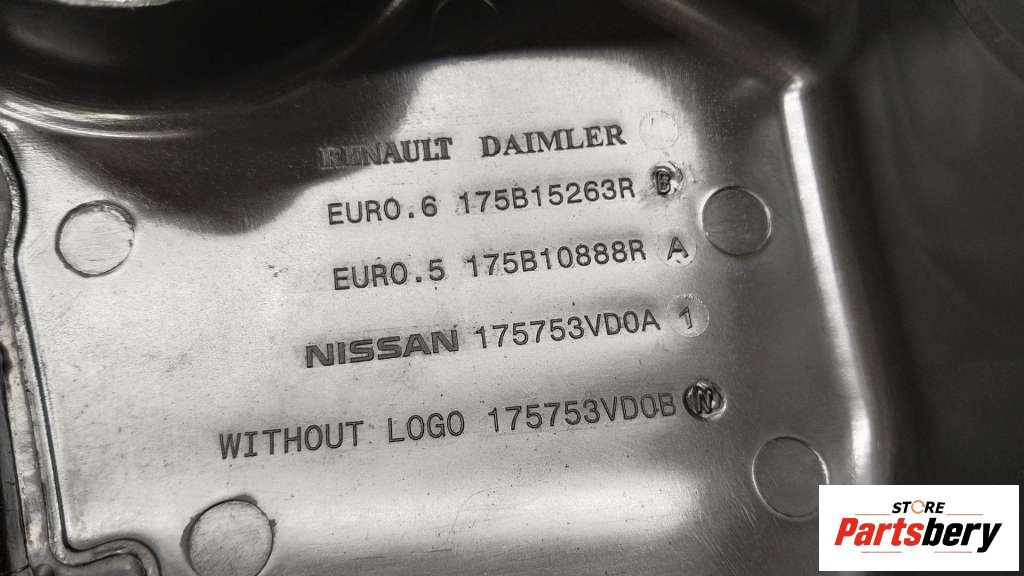 RENAULT DAIMLER
EURO.6 175B15263R B
EURO.5 175B10888R A
NISSAN 175753VD0A 1
WITHOUT LOGO 175753VD0B N
STORE
Partsbery